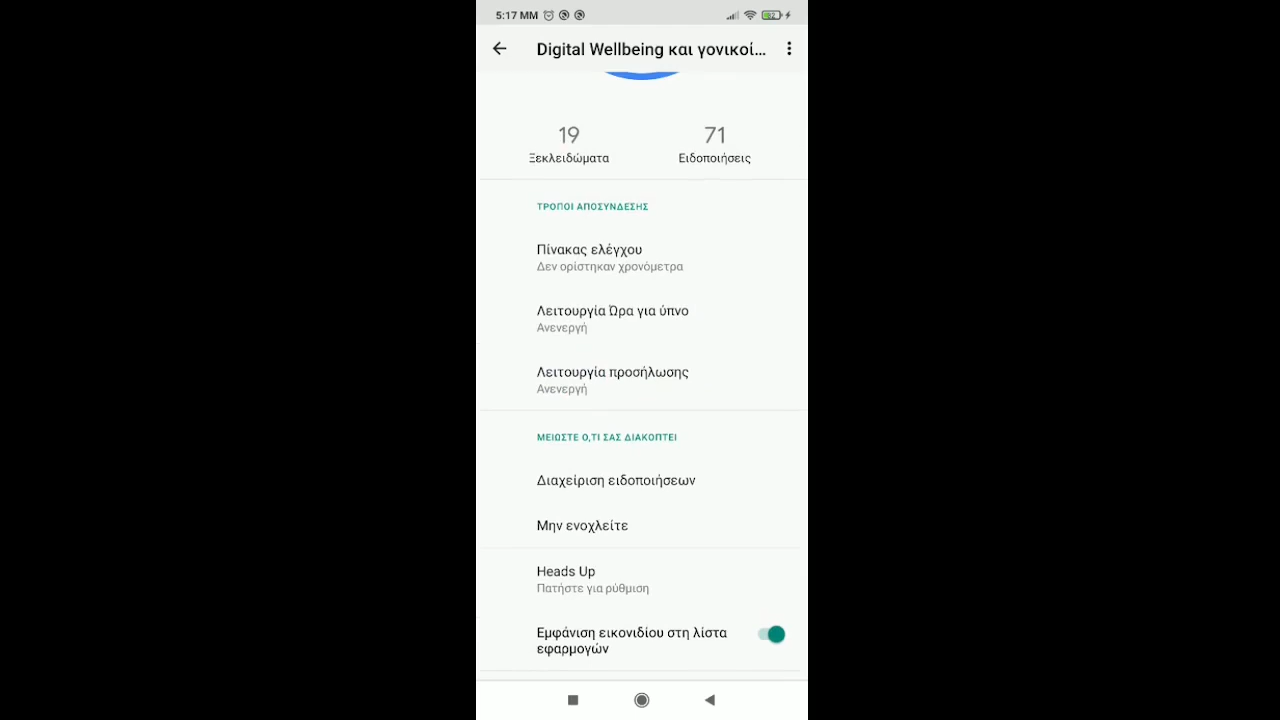 5:17 ΜΜ
Digital Wellbeing και γονικοί...
19
71
Ξεκλειδώματα
Ειδοποιήσεις
ΤΡΟΠΟΙ ΑΠΟΣΥΝΔΕΣΗΣ
Πίνακας ελέγχου
Δεν ορίστηκαν χρονόμετρα
Λειτουργία Ώρα για ύπνο
Ανενεργή
Λειτουργία προσήλωσης
Ανενεργή
ΜΕΙΩΣΤΕ Ο,ΤΙ ΣΑΣ ΔΙΑΚΟΠΤΕΙ
Διαχείριση ειδοποιήσεων
Μην ενοχλείτε
Heads Up
Πατήστε για ρύθμιση
Εμφάνιση εικονιδίου στη λίστα
εφαρμογών